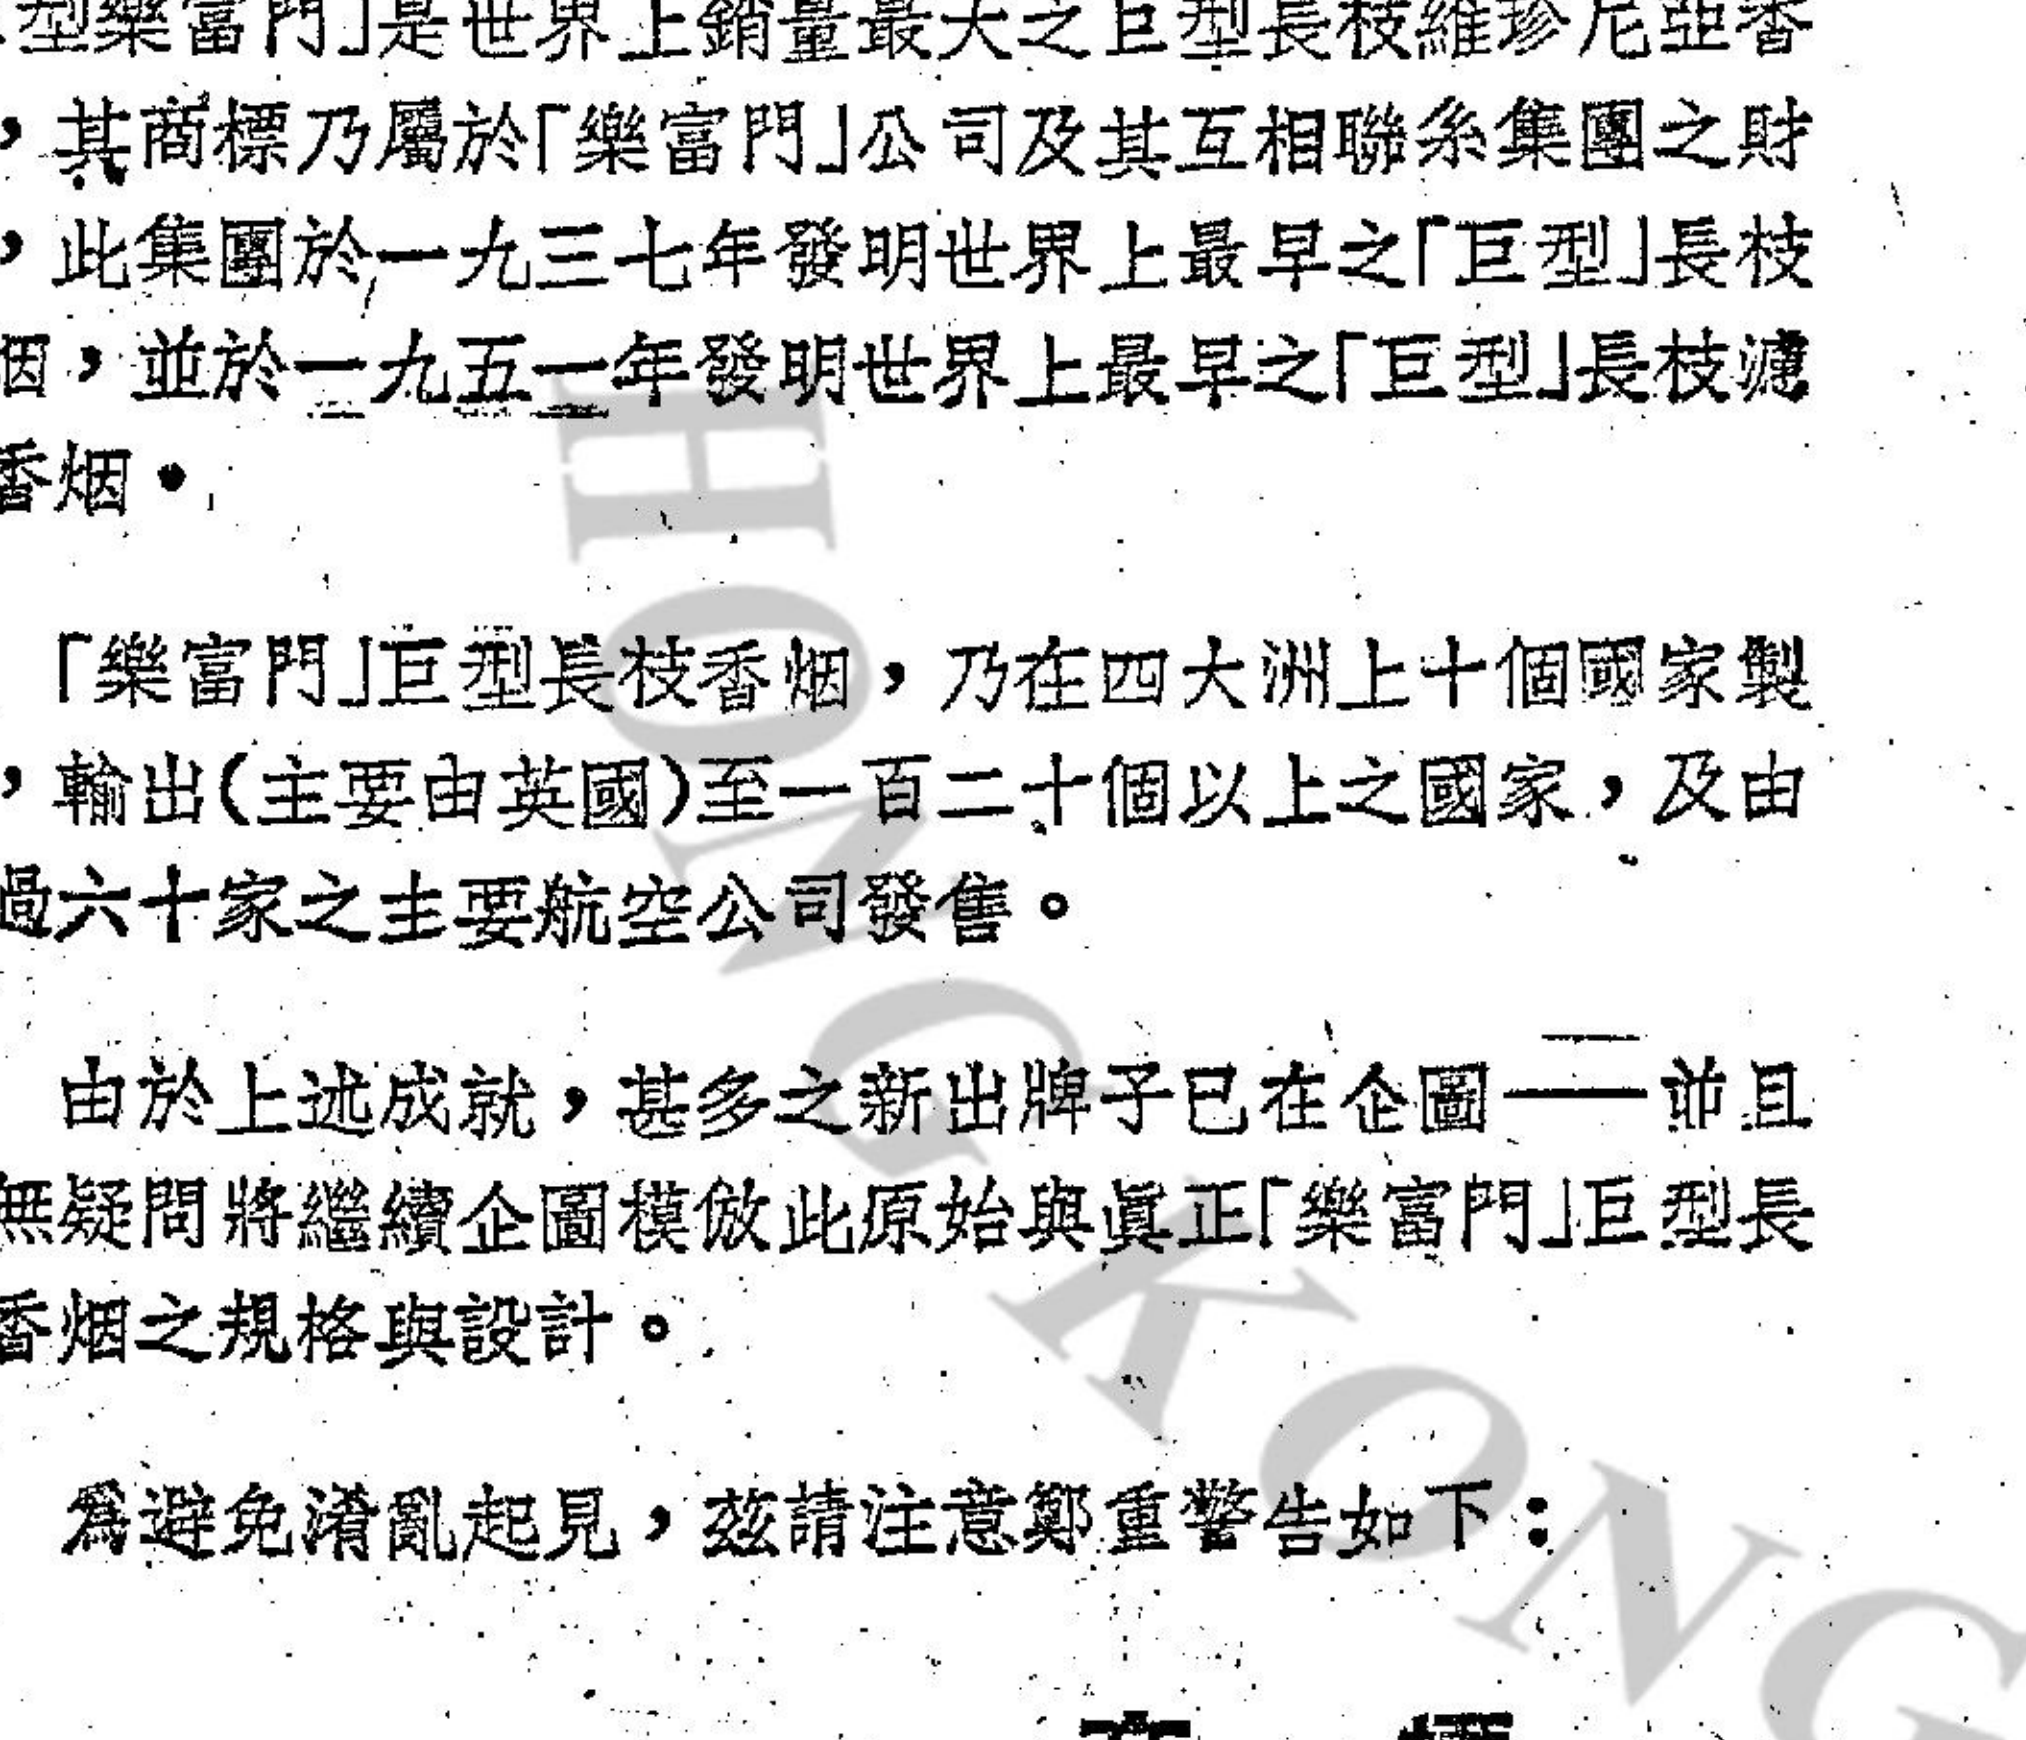 型樂富門」是世界上銷量最大之巨型長枝維珍尼亞香
，其商標乃屬於「樂富門」公司及其互相聯系集團之財
，此集團於一九三七年發明世界上最早之「巨型」長枝
烟，並於一九五一年發明世界上最早之「巨型」長枝濾
香烟。
「樂富門」巨型長枝香烟，乃在四大洲上十個國家製
，輸出(主要由英國)至一百二十個以上之國家，及由
過六十家之主要航空公司發售。
由於上述成就，甚多之新出牌子已在企圖——並且
無疑問將繼續企圖模倣此原始與眞正「樂富門」巨型長
香烟之規格與設計。
爲避免淆亂起見，茲請注意鄭重警告如下：
HONG KONG